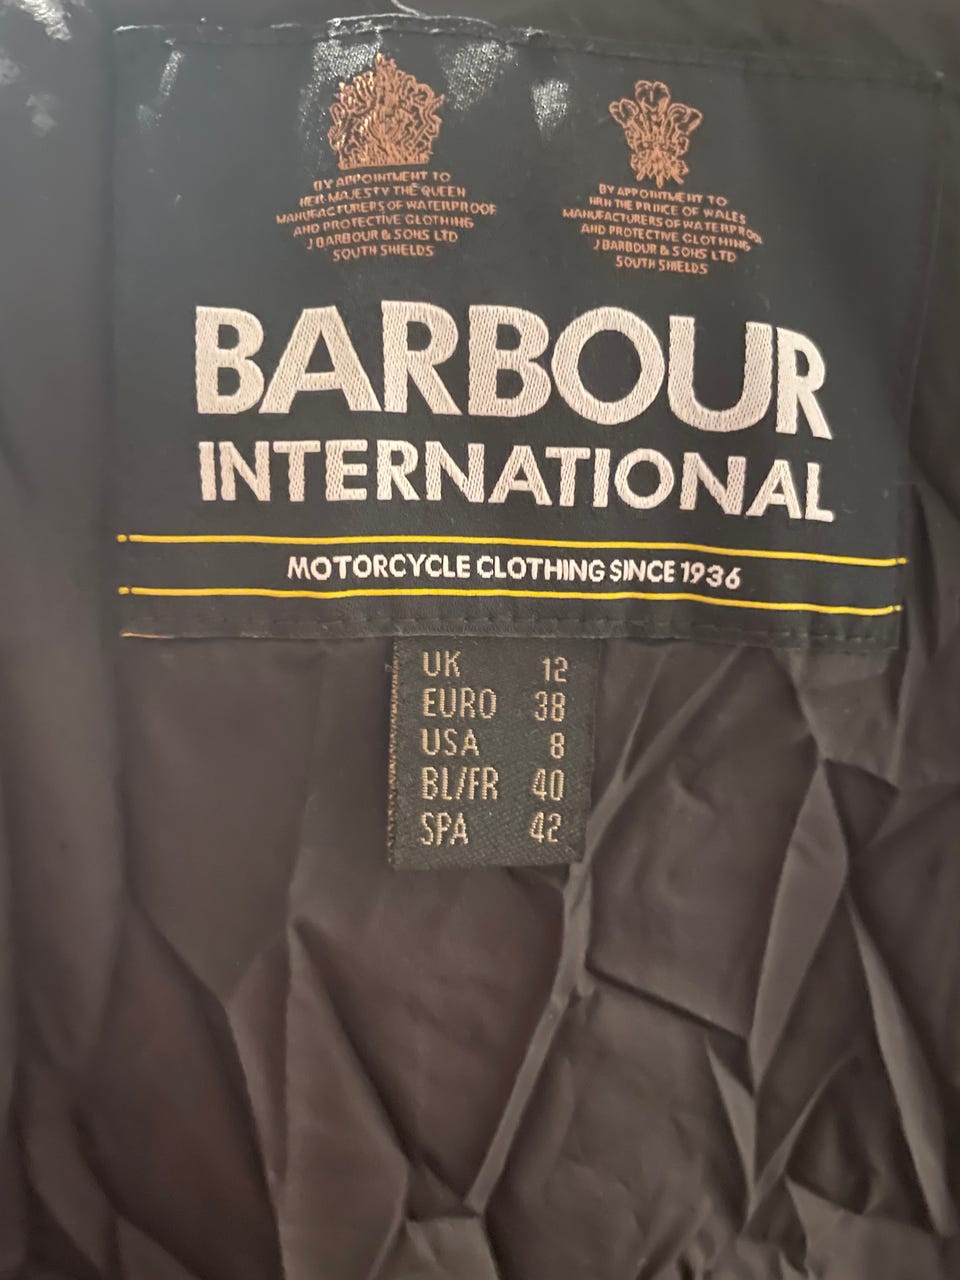 BY APPOINTMENT TO
HER MAJESTY THE QUEEN
MANUFACTURERS OF WATERPROOF
AND PROTECTIVE CLOTHING
J BARBOUR & SONS LTD
SOUTH SHIELDS
BY APPOINTMENT TO
HRH THE PRINCE OF WALES
MANUFACTURERS OF WATERPROOF
AND PROTECTIVE CLOTHING
J BARBOUR & SONS LTD
SOUTH SHIELDS
BARBOUR
INTERNATIONAL
MOTORCYCLE CLOTHING SINCE 1936
UK 12
EURO 38
USA 8
BL/FR 40
SPA 42